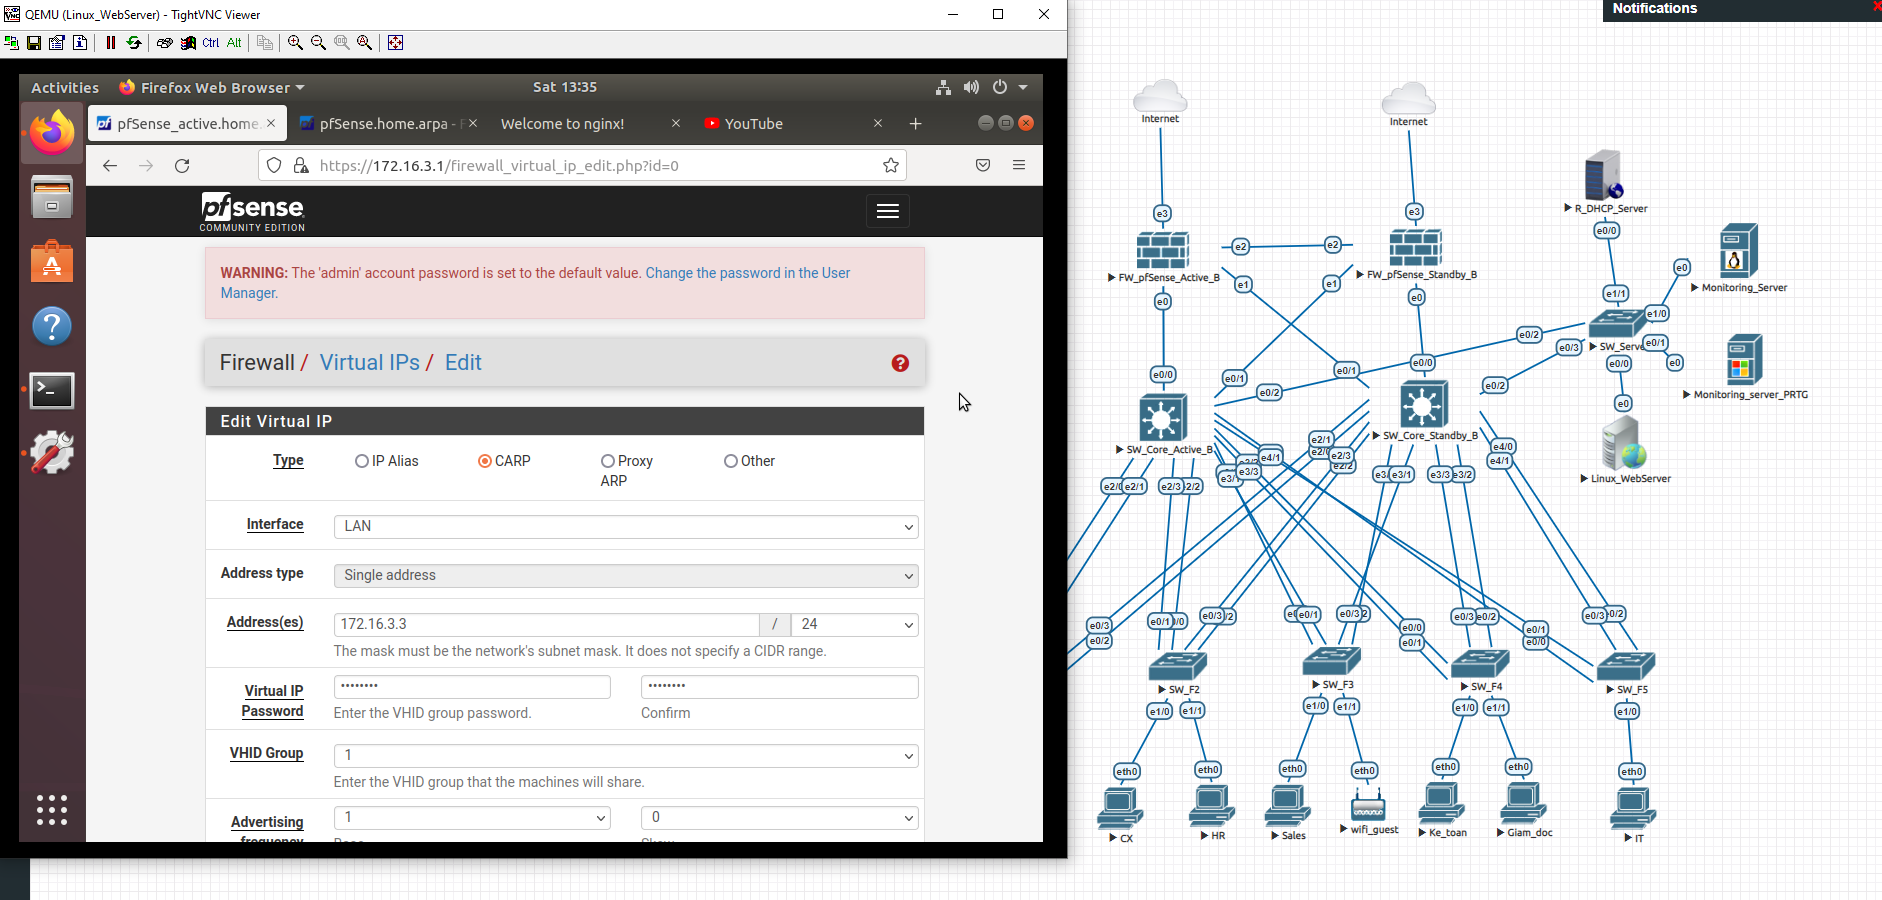 QEMU (Linux_WebServer) - TightVNC Viewer
Ctrl Alt
Activities Firefox Web Browser Sat 13:35
pfSense_active.home. pfSense.home.arpa - F Welcome to nginx! YouTube
https://172.16.3.1/firewall_virtual_ip_edit.php?id=0
pfsense
COMMUNITY EDITION
WARNING: The 'admin' account password is set to the default value. Change the password in the User
Manager.
Firewall / Virtual IPs / Edit
Edit Virtual IP
Type IP Alias CARP Proxy Other
ARP
Interface LAN
Address type Single address
Address(es) 172.16.3.3 / 24
The mask must be the network's subnet mask. It does not specify a CIDR range.
Virtual IP
Password
Enter the VHID group password. Confirm
VHID Group 1
Enter the VHID group that the machines will share.
Advertising 1 0
frequency
Notifications
Internet Internet
e3 e3
R_DHCP_Server
e0/0
e2 e2
FW_pfSense_Active_B FW_pfSense_Standby_B
e0 Monitoring_Server
e1 e1
e0 e0
e1/1
e1/0
e0/2 SW_Serve e0/1
e0/3
e0/0 e0
e0/0 e0/1 e0/2 e0/1 e0/0
e0/2
Monitoring_server_PRTG
e0
SW_Core_Active_B SW_Core_Standby_B
Linux_WebServer
e2/1 e4/0
e4/1 e2/3 e4/1
e3/3 e2/2
e2/1 e2/3 2/2 e3/1 e3/3 e3/2
e0/3 e0/1 e0/3 e0/1 e0/3 e0/0 e0/3 e0/2 e0/1 e0/3 0/2
e0/2 e0/1 e0/0
SW_F2 SW_F3 SW_F4 SW_F5
e1/0 e1/1 e1/0 e1/1 e1/0 e1/1 e1/0
eth0 eth0 eth0 eth0 eth0 eth0 eth0
CX HR Sales wifi_guest Ke_toan Giam_doc IT